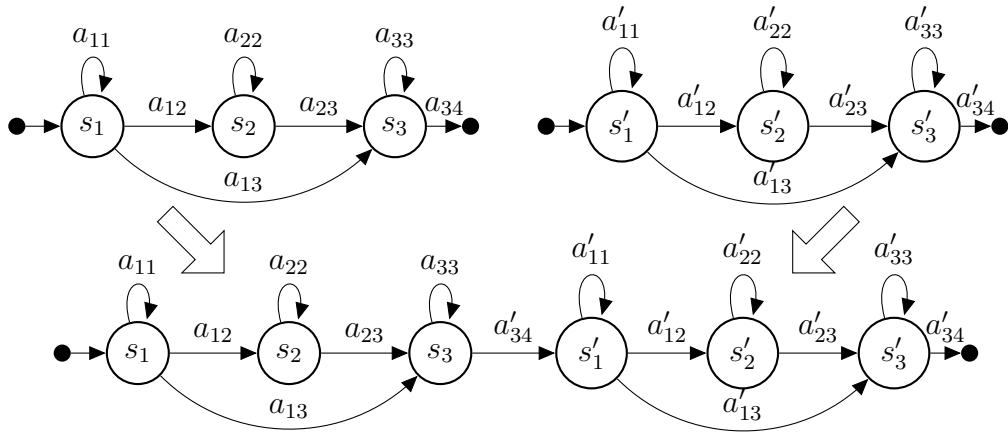 a₁₁ a₂₂ a₃₃ a′₁₁ a′₂₂ a′₃₃
s₁ a₁₂ s₂ a₂₃ s₃ a₃₄ s′₁ a′₁₂ s′₂ a′₂₃ s′₃ a′₃₄
a₁₃ a′₁₃
a₁₁ a₂₂ a₃₃ a′₁₁ a′₂₂ a′₃₃
s₁ a₁₂ s₂ a₂₃ s₃ a′₃₄ s′₁ a′₁₂ s′₂ a′₂₃ s′₃ a′₃₄
a₁₃ a′₁₃